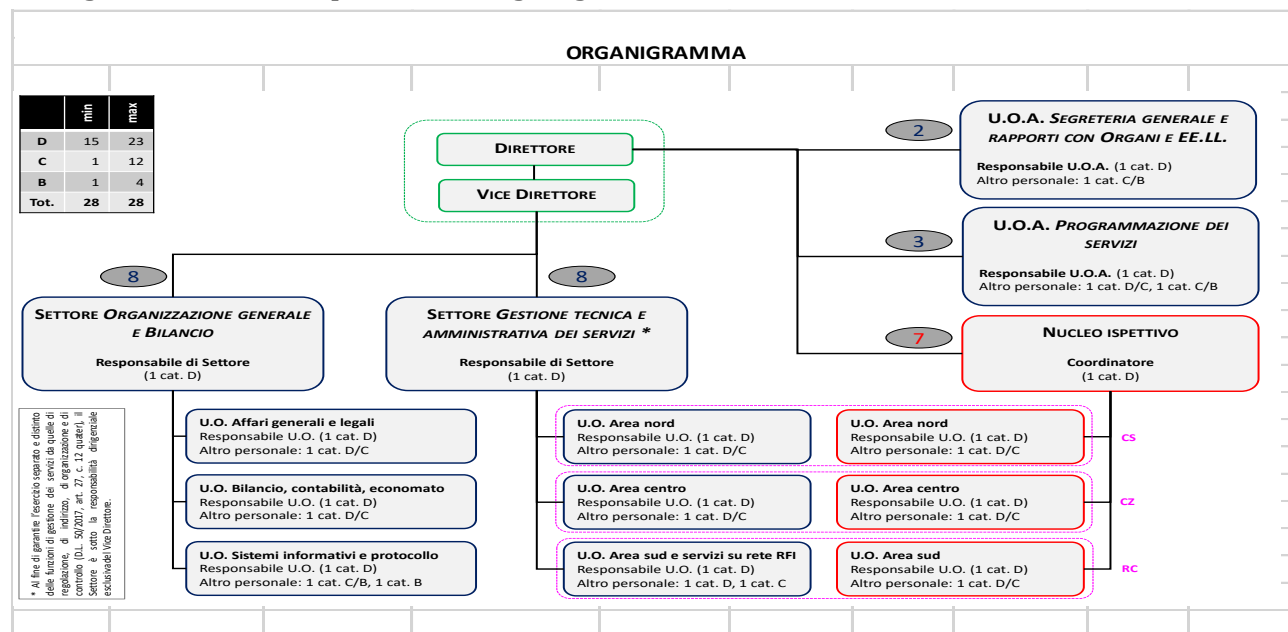 ORGANIGRAMMA
min max
D 15 23
C 1 12
B 1 4
Tot. 28 28
DIRETTORE
VICE DIRETTORE
2
U.O.A. SEGRETERIA GENERALE E
RAPPORTI CON ORGANI E EE.LL.
Responsabile U.O.A. (1 cat. D)
Altro personale: 1 cat. C/B
3
U.O.A. PROGRAMMAZIONE DEI
SERVIZI
Responsabile U.O.A. (1 cat. D)
Altro personale: 1 cat. D/C, 1 cat. C/B
7
NUCLEO ISPETTIVO
Coordinatore
(1 cat. D)
8
SETTORE ORGANIZZAZIONE GENERALE
E BILANCIO
Responsabile di Settore
(1 cat. D)
8
SETTORE GESTIONE TECNICA E
AMMINISTRATIVA DEI SERVIZI *
Responsabile di Settore
(1 cat. D)
U.O. Affari generali e legali
Responsabile U.O. (1 cat. D)
Altro personale: 1 cat. D/C
U.O. Bilancio, contabilità, economato
Responsabile U.O. (1 cat. D)
Altro personale: 1 cat. D/C
U.O. Sistemi informativi e protocollo
Responsabile U.O. (1 cat. D)
Altro personale: 1 cat. C/B, 1 cat. B
U.O. Area nord
Responsabile U.O. (1 cat. D)
Altro personale: 1 cat. D/C
U.O. Area centro
Responsabile U.O. (1 cat. D)
Altro personale: 1 cat. D/C
U.O. Area sud e servizi su rete RFI
Responsabile U.O. (1 cat. D)
Altro personale: 1 cat. D, 1 cat. C
U.O. Area nord
Responsabile U.O. (1 cat. D)
Altro personale: 1 cat. D/C
CS
U.O. Area centro
Responsabile U.O. (1 cat. D)
Altro personale: 1 cat. D/C
CZ
U.O. Area sud
Responsabile U.O. (1 cat. D)
Altro personale: 1 cat. D/C
RC
* Al fine di garantire l'esercizio separato e distinto
delle funzioni di gestione dei servizi da quelle di
regolazione, di indirizzo, di organizzazione e di
controllo [D.L. 50/2017, art. 27, c. 12 quater], il
Settore è sotto la responsabilità dirigenziale
esclusiva del Vice Direttore.